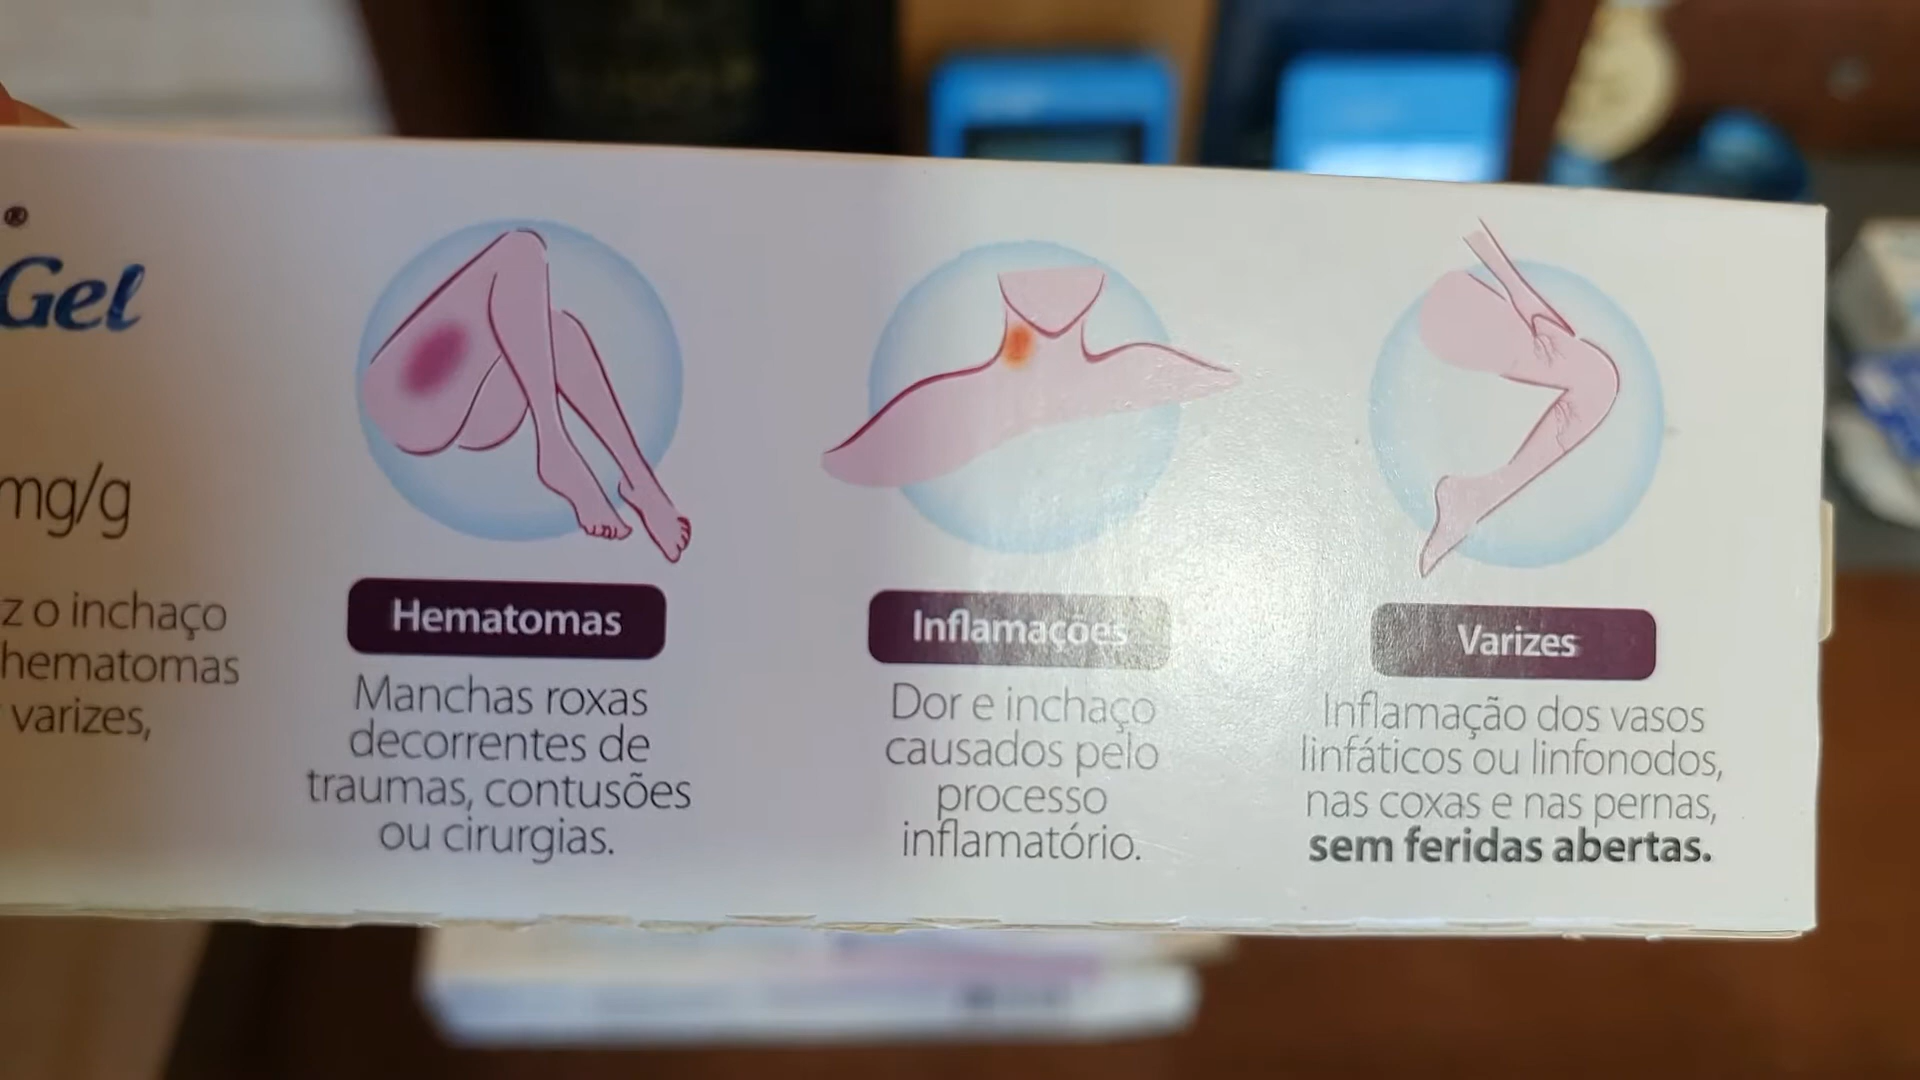 ®
Gel
mg/g
z o inchaço
hematomas
varizes,
Hematomas
Manchas roxas
decorrentes de
traumas, contusões
ou cirurgias.
Inflamações
Dor e inchaço
causados pelo
processo
inflamatório.
Varizes
Inflamação dos vasos
linfáticos ou linfonodos,
nas coxas e nas pernas,
sem feridas abertas.